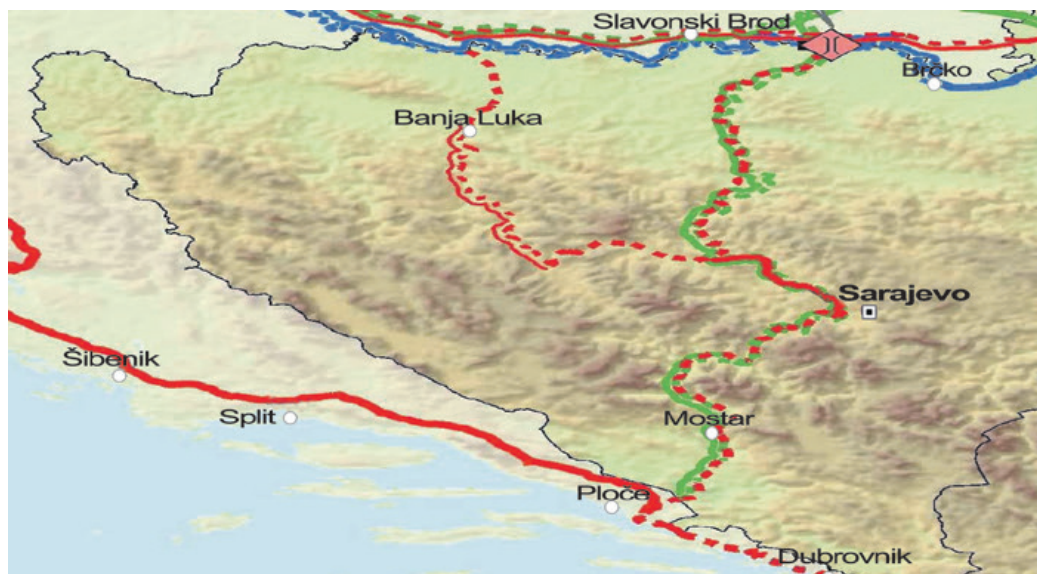 Slavonski Brod
Brčko
Banja Luka
Sarajevo
Šibenik
Split
Mostar
Ploče
Dubrovnik